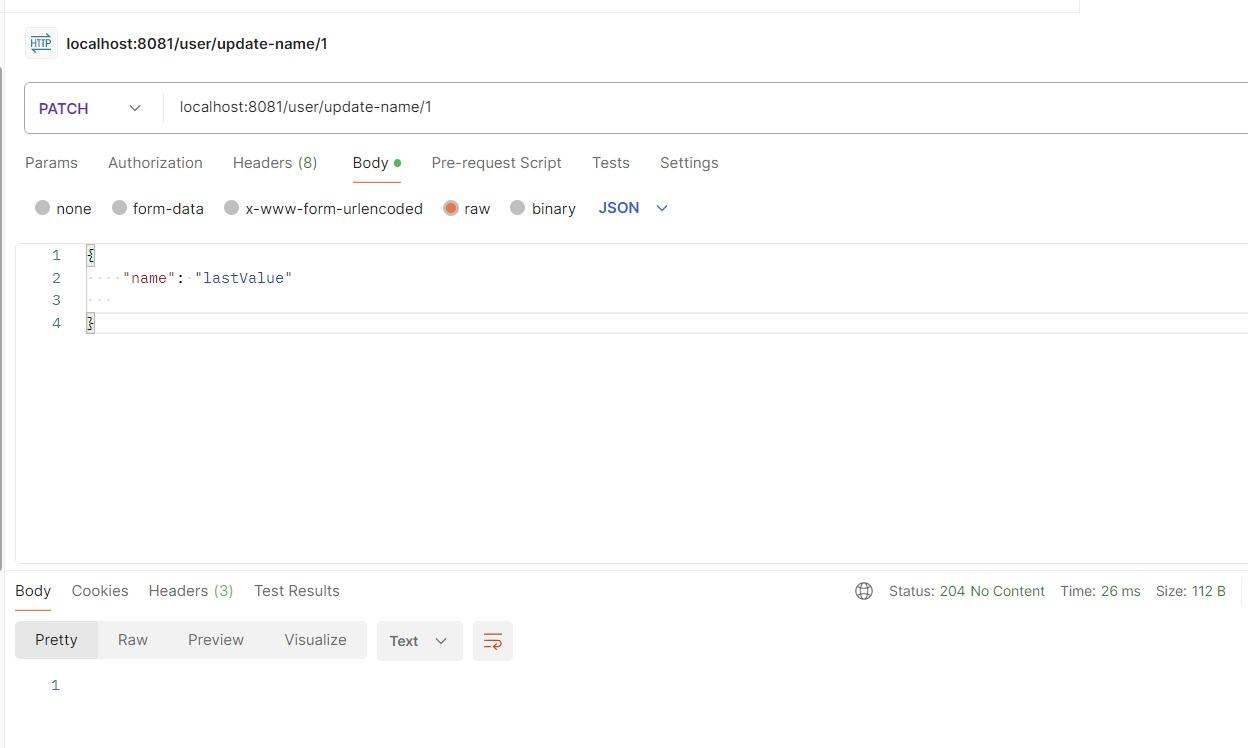 HTTP localhost:8081/user/update-name/1
PATCH localhost:8081/user/update-name/1
Params Authorization Headers (8) Body Pre-request Script Tests Settings
none form-data x-www-form-urlencoded raw binary JSON
1 {
2 "name": "lastValue"
3
4 }
Body Cookies Headers (3) Test Results Status: 204 No Content Time: 26 ms Size: 112 B
Pretty Raw Preview Visualize Text
1